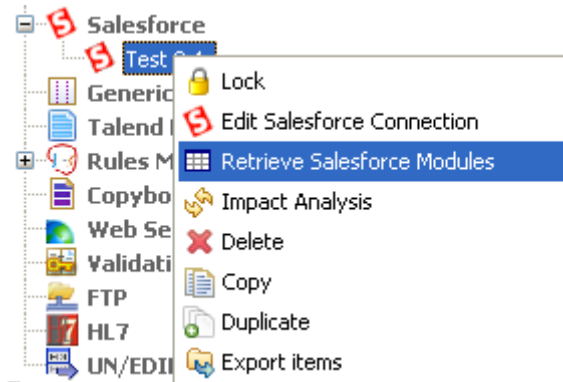 Salesforce
Test
Lock
Generic
Edit Salesforce Connection
Talend
Retrieve Salesforce Modules
Rules M
Impact Analysis
Copybo
Web Se
Delete
Validati
Copy
FTP
Duplicate
HL7
Export items
UN/EDI